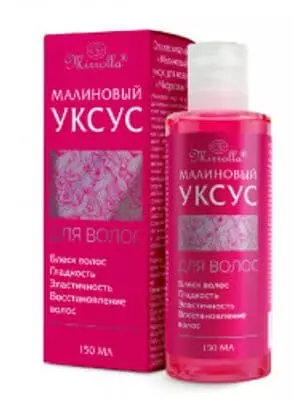 Mirrolla
МАЛИНОВЫЙ
УКСУС
ДЛЯ ВОЛОС
Блеск волос
Гладкость
Эластичность
Восстановление
волос
150 МЛ
Mirrolla
МАЛИНОВЫЙ
УКСУС
ДЛЯ ВОЛОС
Блеск волос
Гладкость
Эластичность
Восстановление
волос
150 МЛ